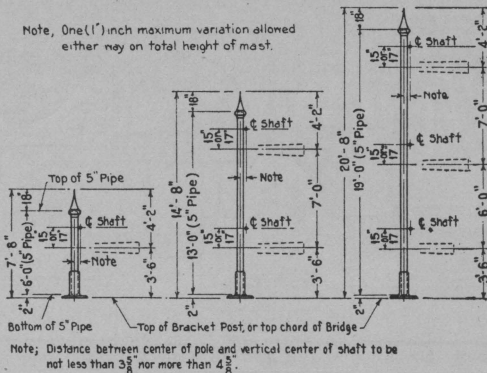 Note, One (1") inch maximum variation allowed
either way on total height of mast.
Top of 5" Pipe
18"
7'-8"
6'-0" (5" Pipe)
2"
15"
or
17"
℄ Shaft
Note
4'-2"
3'-6"
Bottom of 5" Pipe
14'-8"
18"
13'-0" (5" Pipe)
2"
15"
or
17"
℄ Shaft
Note
15"
or
17"
℄ Shaft
4'-2"
7'-0"
3'-6"
20'-8"
18"
19'-0" (5" Pipe)
2"
℄ Shaft
15"
or
17"
Note
℄ Shaft
15"
or
17"
℄ Shaft
15"
or
17"
4'-2"
7'-0"
6'-0"
3'-6"
Top of Bracket Post, or top chord of Bridge
Note; Distance between center of pole and vertical center of shaft to be
not less than 3⅝" nor more than 4⅝".